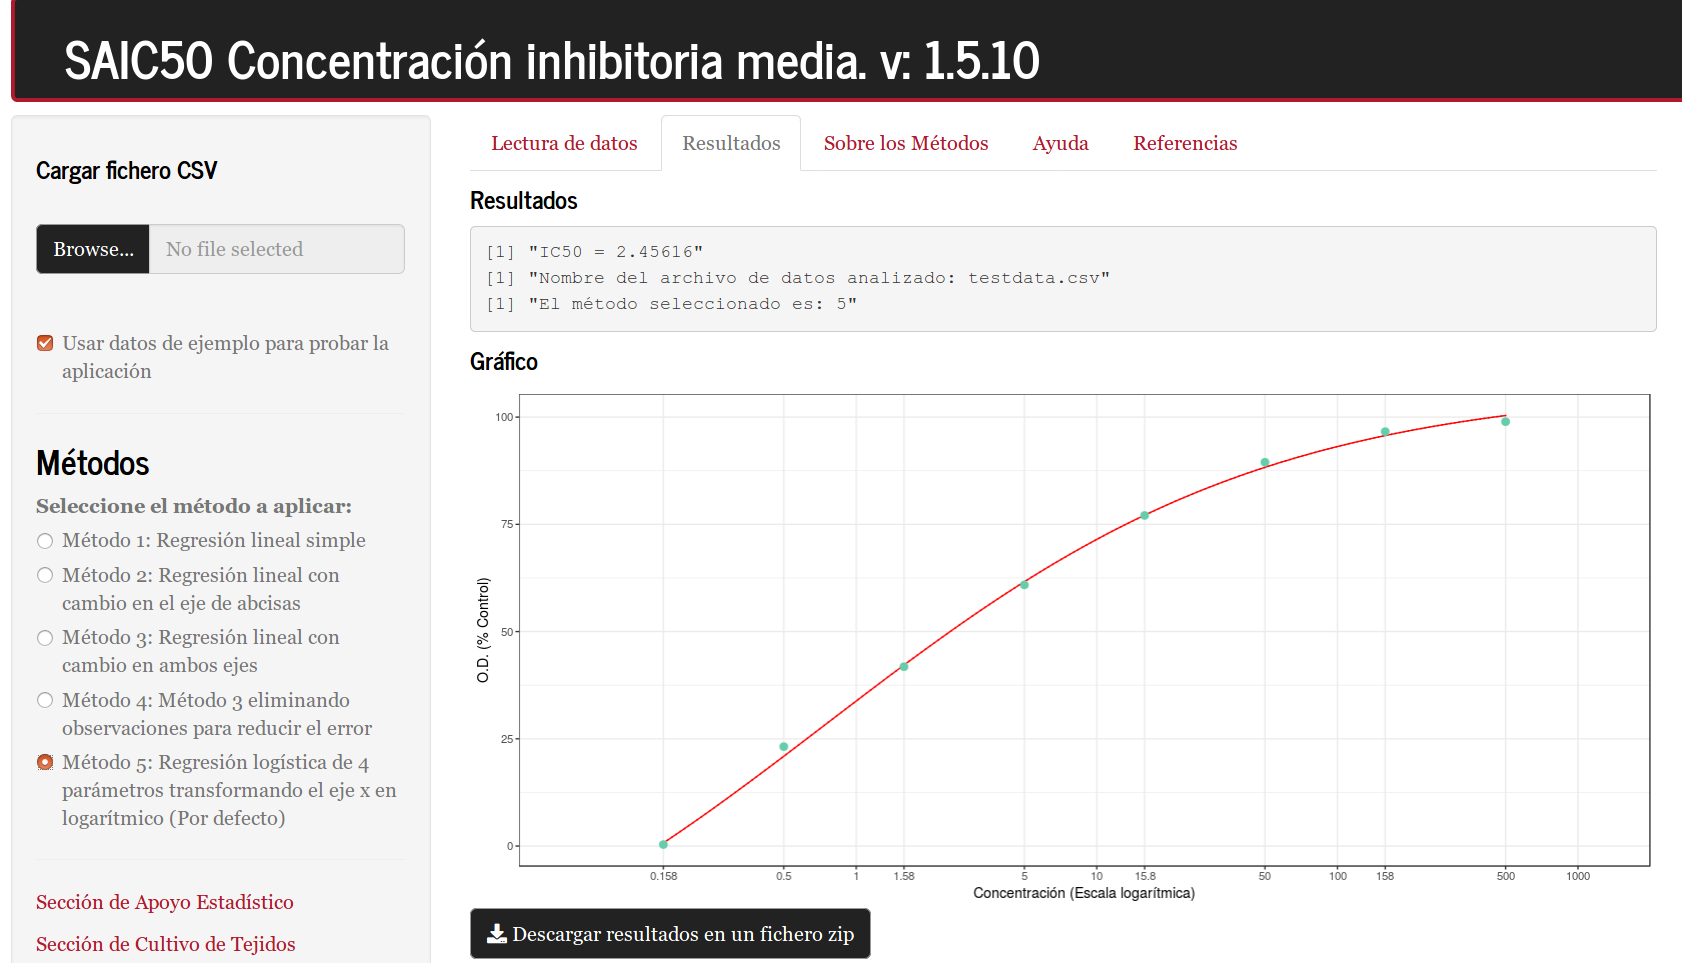 SAIC50 Concentración inhibitoria media. v: 1.5.10
Cargar fichero CSV
Browse... No file selected
Usar datos de ejemplo para probar la
aplicación
Métodos
Seleccione el método a aplicar:
Método 1: Regresión lineal simple
Método 2: Regresión lineal con
cambio en el eje de abcisas
Método 3: Regresión lineal con
cambio en ambos ejes
Método 4: Método 3 eliminando
observaciones para reducir el error
Método 5: Regresión logística de 4
parámetros transformando el eje x en
logarítmico (Por defecto)
Sección de Apoyo Estadístico
Sección de Cultivo de Tejidos
Lectura de datos Resultados Sobre los Métodos Ayuda Referencias
Resultados
[1] "IC50 = 2.45616"
[1] "Nombre del archivo de datos analizado: testdata.csv"
[1] "El método seleccionado es: 5"
Gráfico
O.D. (% Control)
100
75
50
25
0
0.158 0.5 1 1.58 5 10 15.8 50 100 158 500 1000
Concentración (Escala logarítmica)
Descargar resultados en un fichero zip